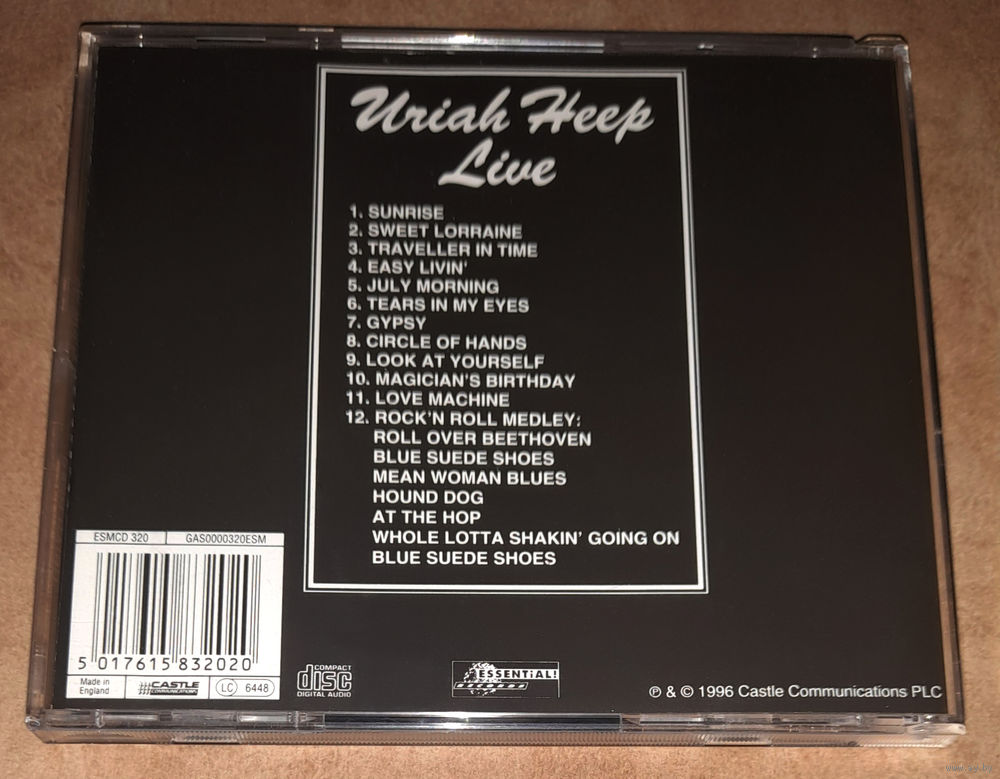 Uriah Heep
Live
1. SUNRISE
2. SWEET LORRAINE
3. TRAVELLER IN TIME
4. EASY LIVIN'
5. JULY MORNING
6. TEARS IN MY EYES
7. GYPSY
8. CIRCLE OF HANDS
9. LOOK AT YOURSELF
10. MAGICIAN'S BIRTHDAY
11. LOVE MACHINE
12. ROCK'N ROLL MEDLEY:
ROLL OVER BEETHOVEN
BLUE SUEDE SHOES
MEAN WOMAN BLUES
HOUND DOG
AT THE HOP
WHOLE LOTTA SHAKIN' GOING ON
BLUE SUEDE SHOES
ESMCD 320 GAS0000320ESM
5 017615 832020
Made in
England
CASTLE
COMMUNICATIONS
LC 6448
COMPACT
disc
DIGITAL AUDIO
ESSENTIAL!
RECORDS
℗ & © 1996 Castle Communications PLC